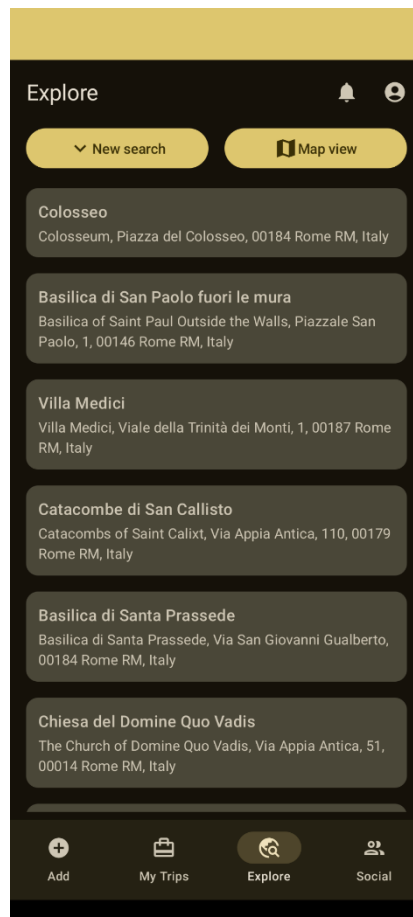 Explore
New search
Map view
Colosseo
Colosseum, Piazza del Colosseo, 00184 Rome RM, Italy
Basilica di San Paolo fuori le mura
Basilica of Saint Paul Outside the Walls, Piazzale San
Paolo, 1, 00146 Rome RM, Italy
Villa Medici
Villa Medici, Viale della Trinità dei Monti, 1, 00187 Rome
RM, Italy
Catacombe di San Callisto
Catacombs of Saint Calixt, Via Appia Antica, 110, 00179
Rome RM, Italy
Basilica di Santa Prassede
Basilica di Santa Prassede, Via San Giovanni Gualberto,
00184 Rome RM, Italy
Chiesa del Domine Quo Vadis
The Church of Domine Quo Vadis, Via Appia Antica, 51,
00014 Rome RM, Italy
Add
My Trips
Explore
Social